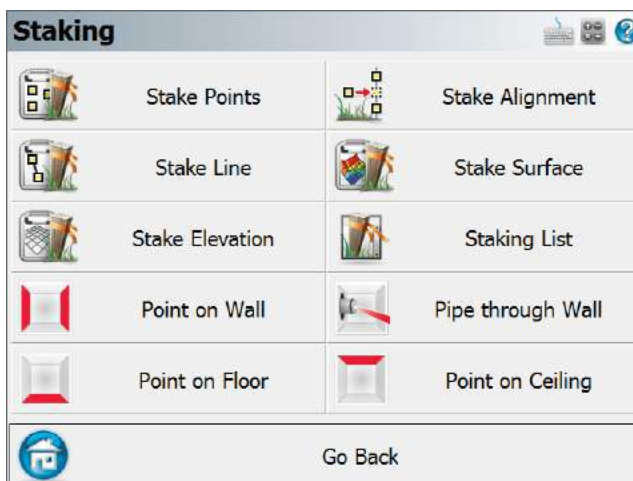 Staking
Stake Points
Stake Alignment
Stake Line
Stake Surface
Stake Elevation
Staking List
Point on Wall
Pipe through Wall
Point on Floor
Point on Ceiling
Go Back